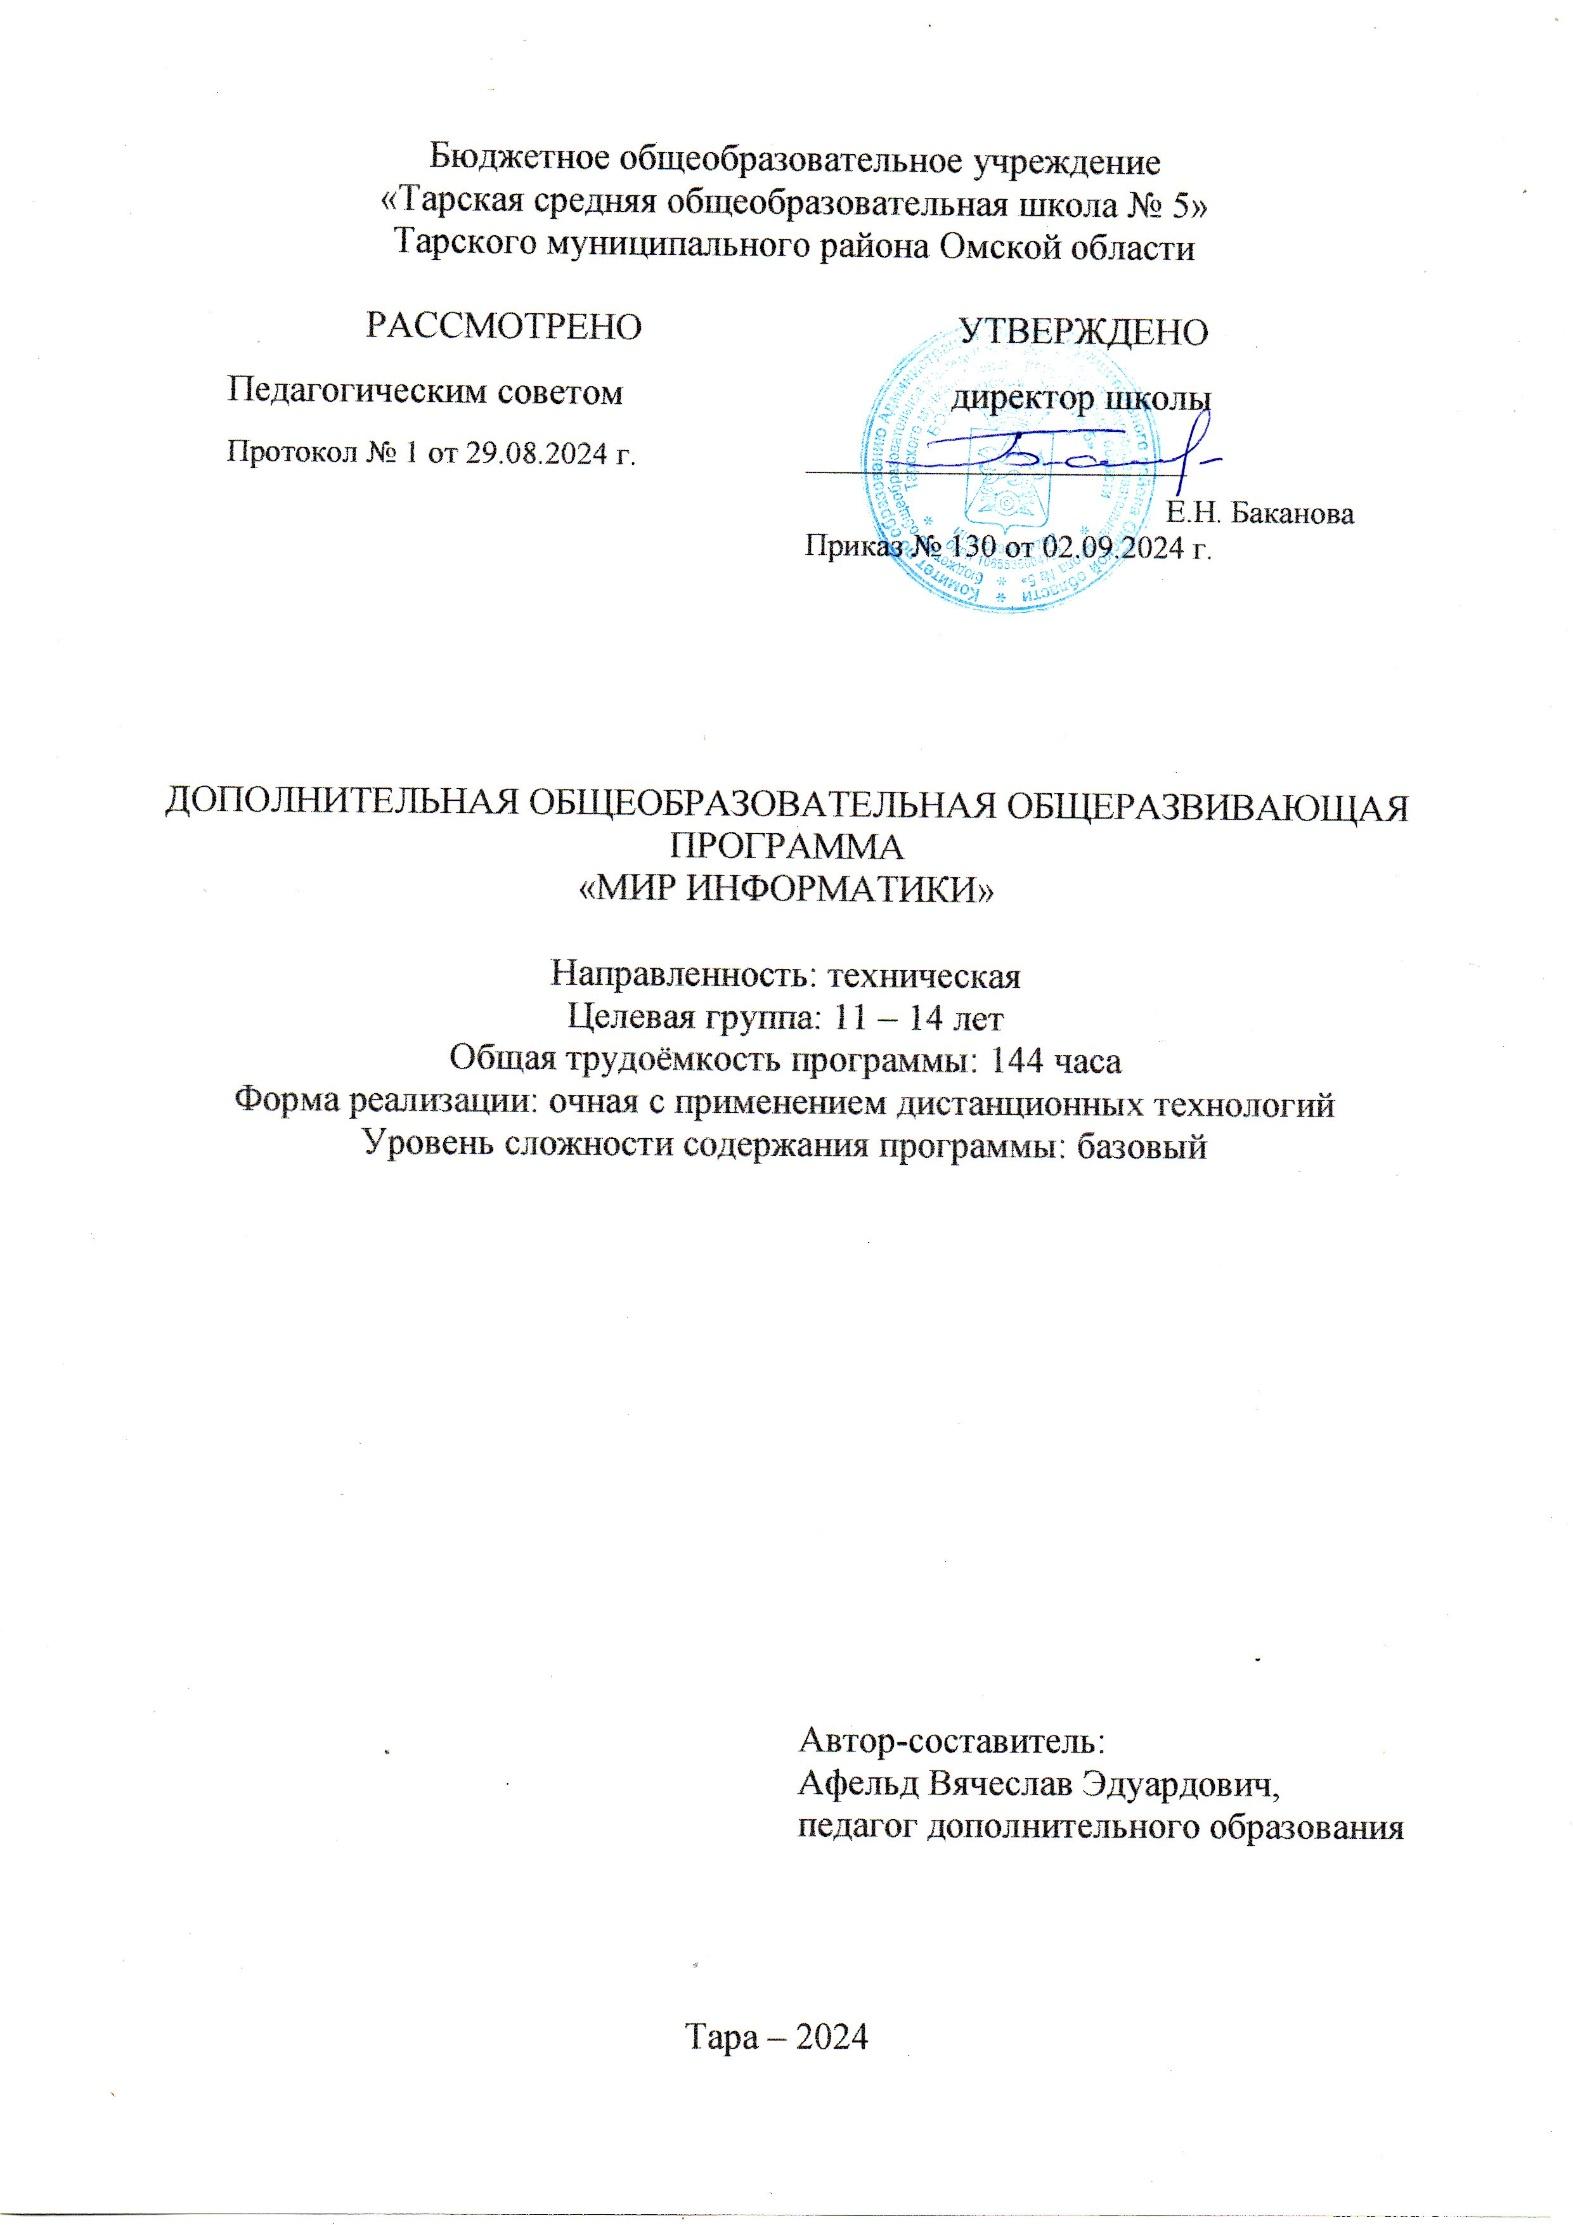 Бюджетное общеобразовательное учреждение
«Тарская средняя общеобразовательная школа № 5»
Тарского муниципального района Омской области
РАССМОТРЕНО
Педагогическим советом
Протокол № 1 от 29.08.2024 г.
УТВЕРЖДЕНО
директор школы
Е.Н. Баканова
Приказ № 130 от 02.09.2024 г.
ДОПОЛНИТЕЛЬНАЯ ОБЩЕОБРАЗОВАТЕЛЬНАЯ ОБЩЕРАЗВИВАЮЩАЯ
ПРОГРАММА
«МИР ИНФОРМАТИКИ»
Направленность: техническая
Целевая группа: 11 – 14 лет
Общая трудоёмкость программы: 144 часа
Форма реализации: очная с применением дистанционных технологий
Уровень сложности содержания программы: базовый
Автор-составитель:
Афельд Вячеслав Эдуардович,
педагог дополнительного образования
Тара – 2024